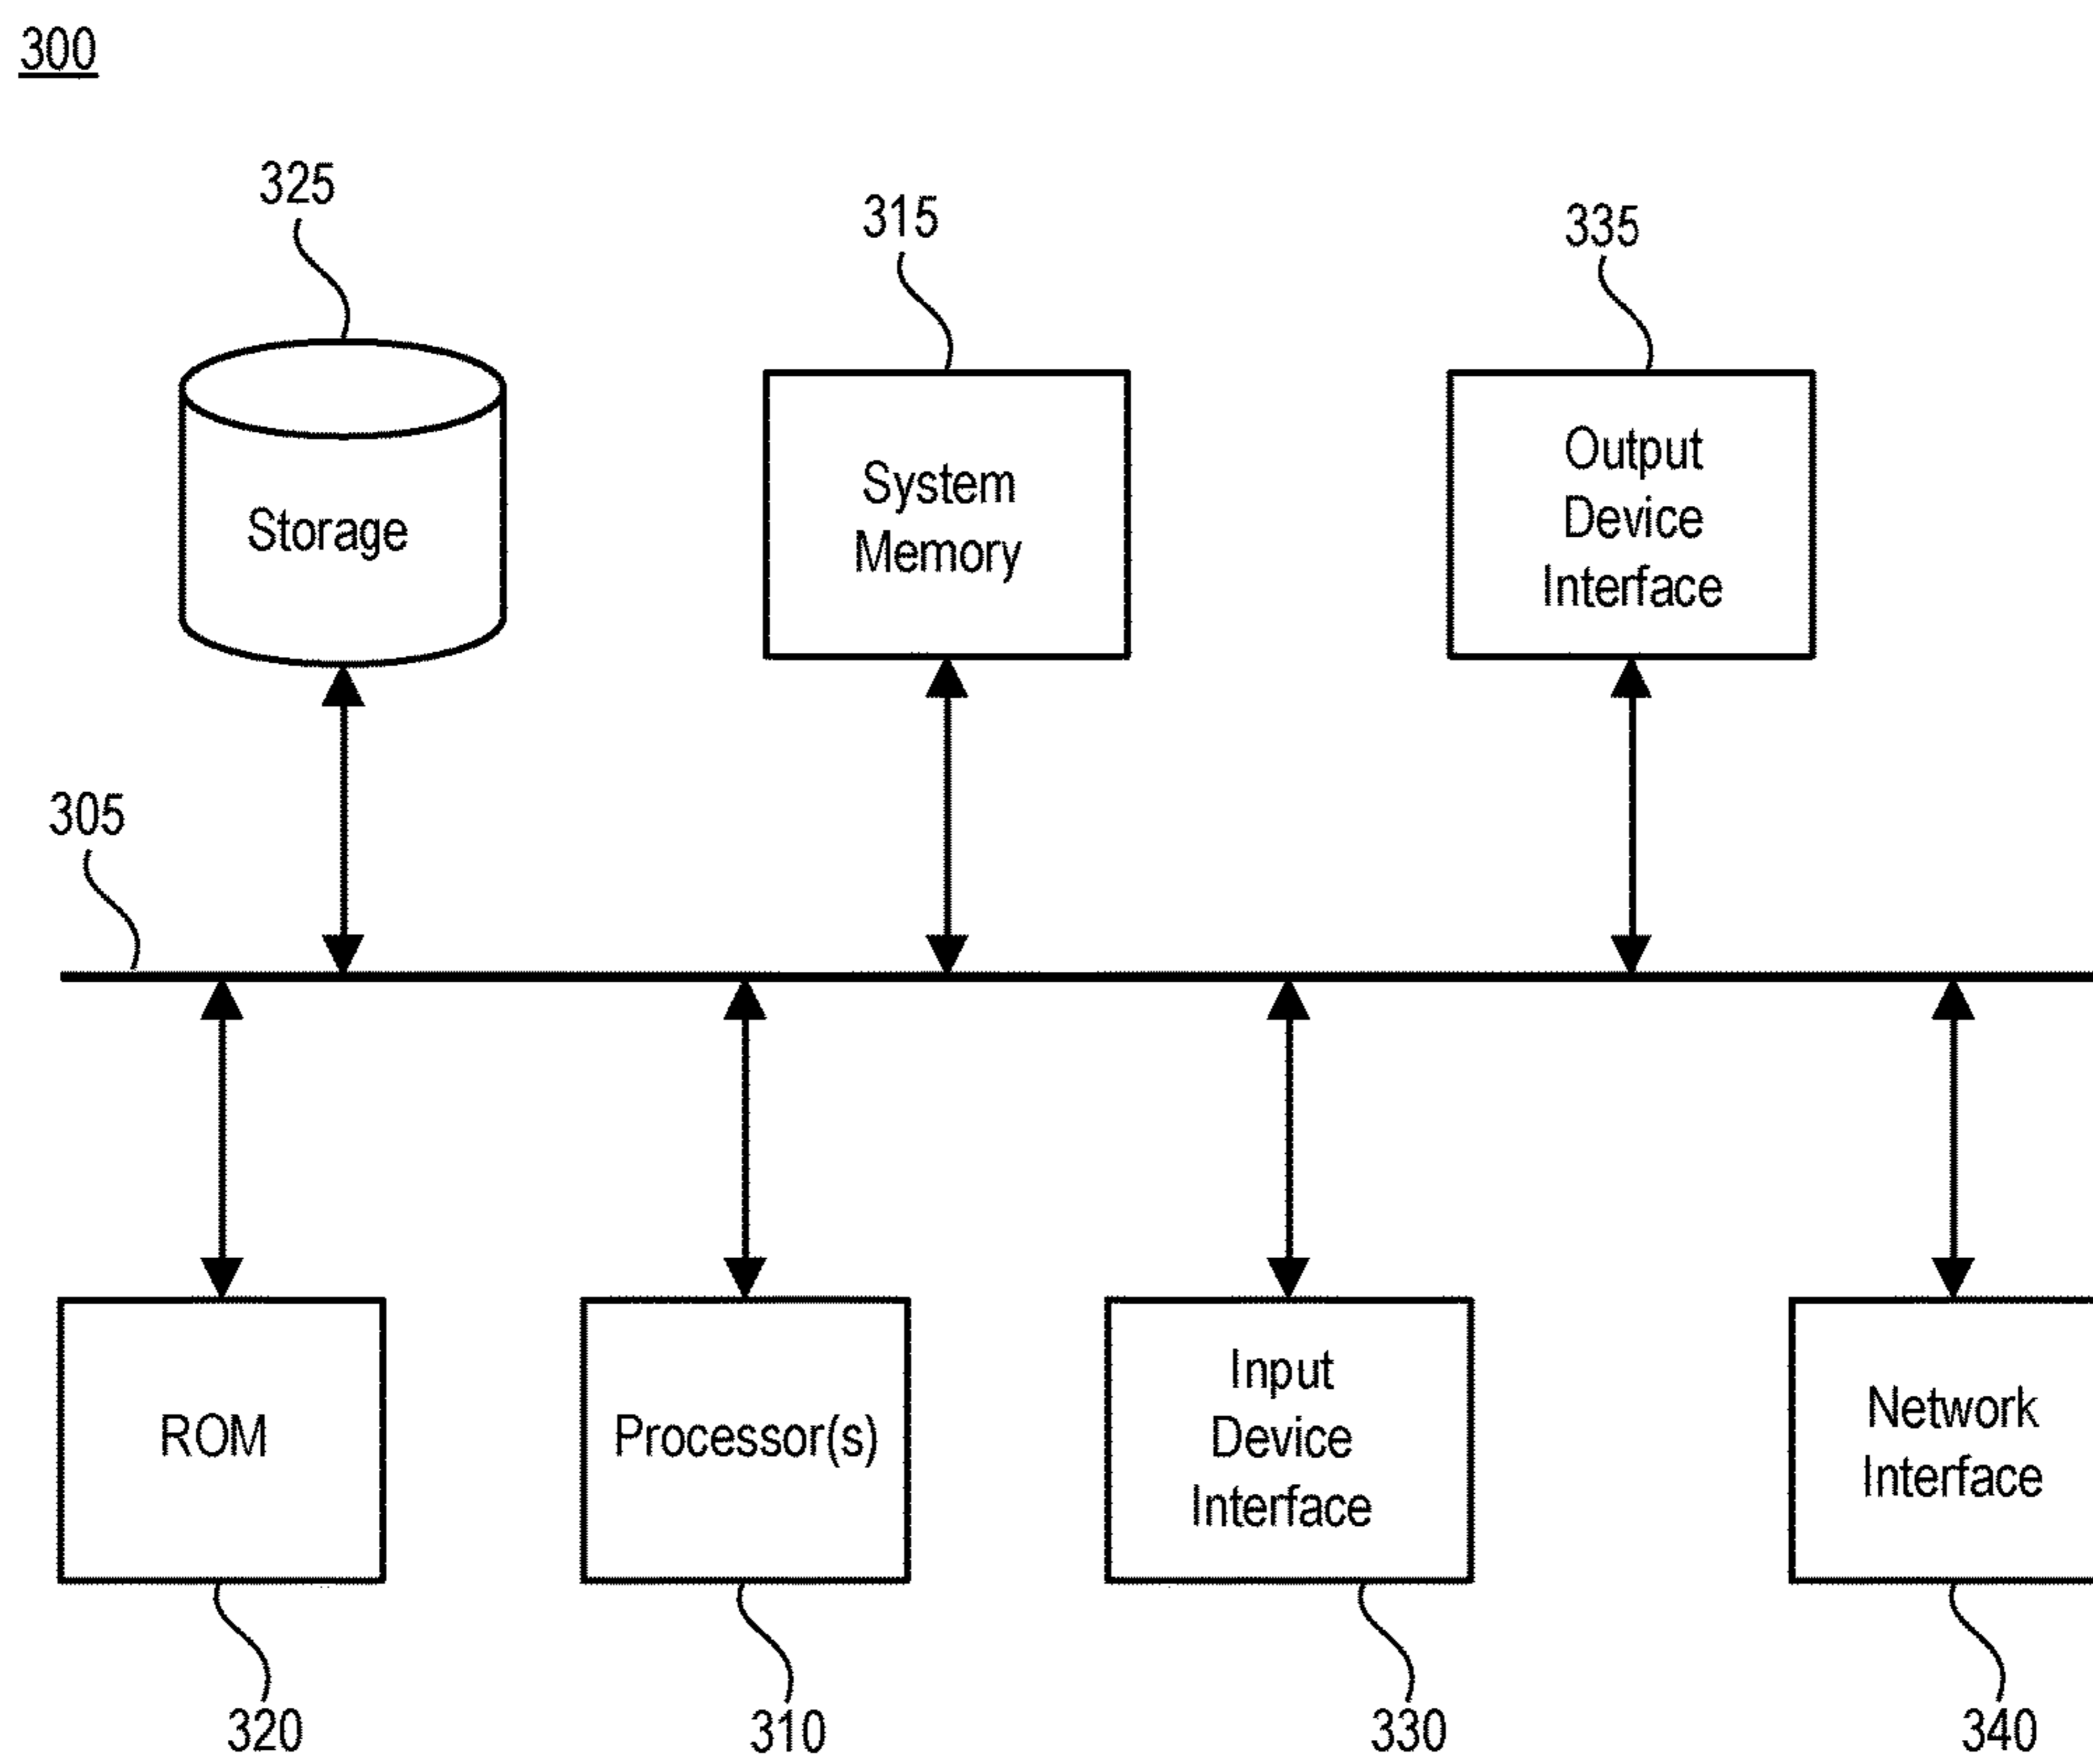 300
325
315
335
Storage
System
Memory
Output
Device
Interface
305
ROM
Processor(s)
Input
Device
Interface
Network
Interface
320
310
330
340